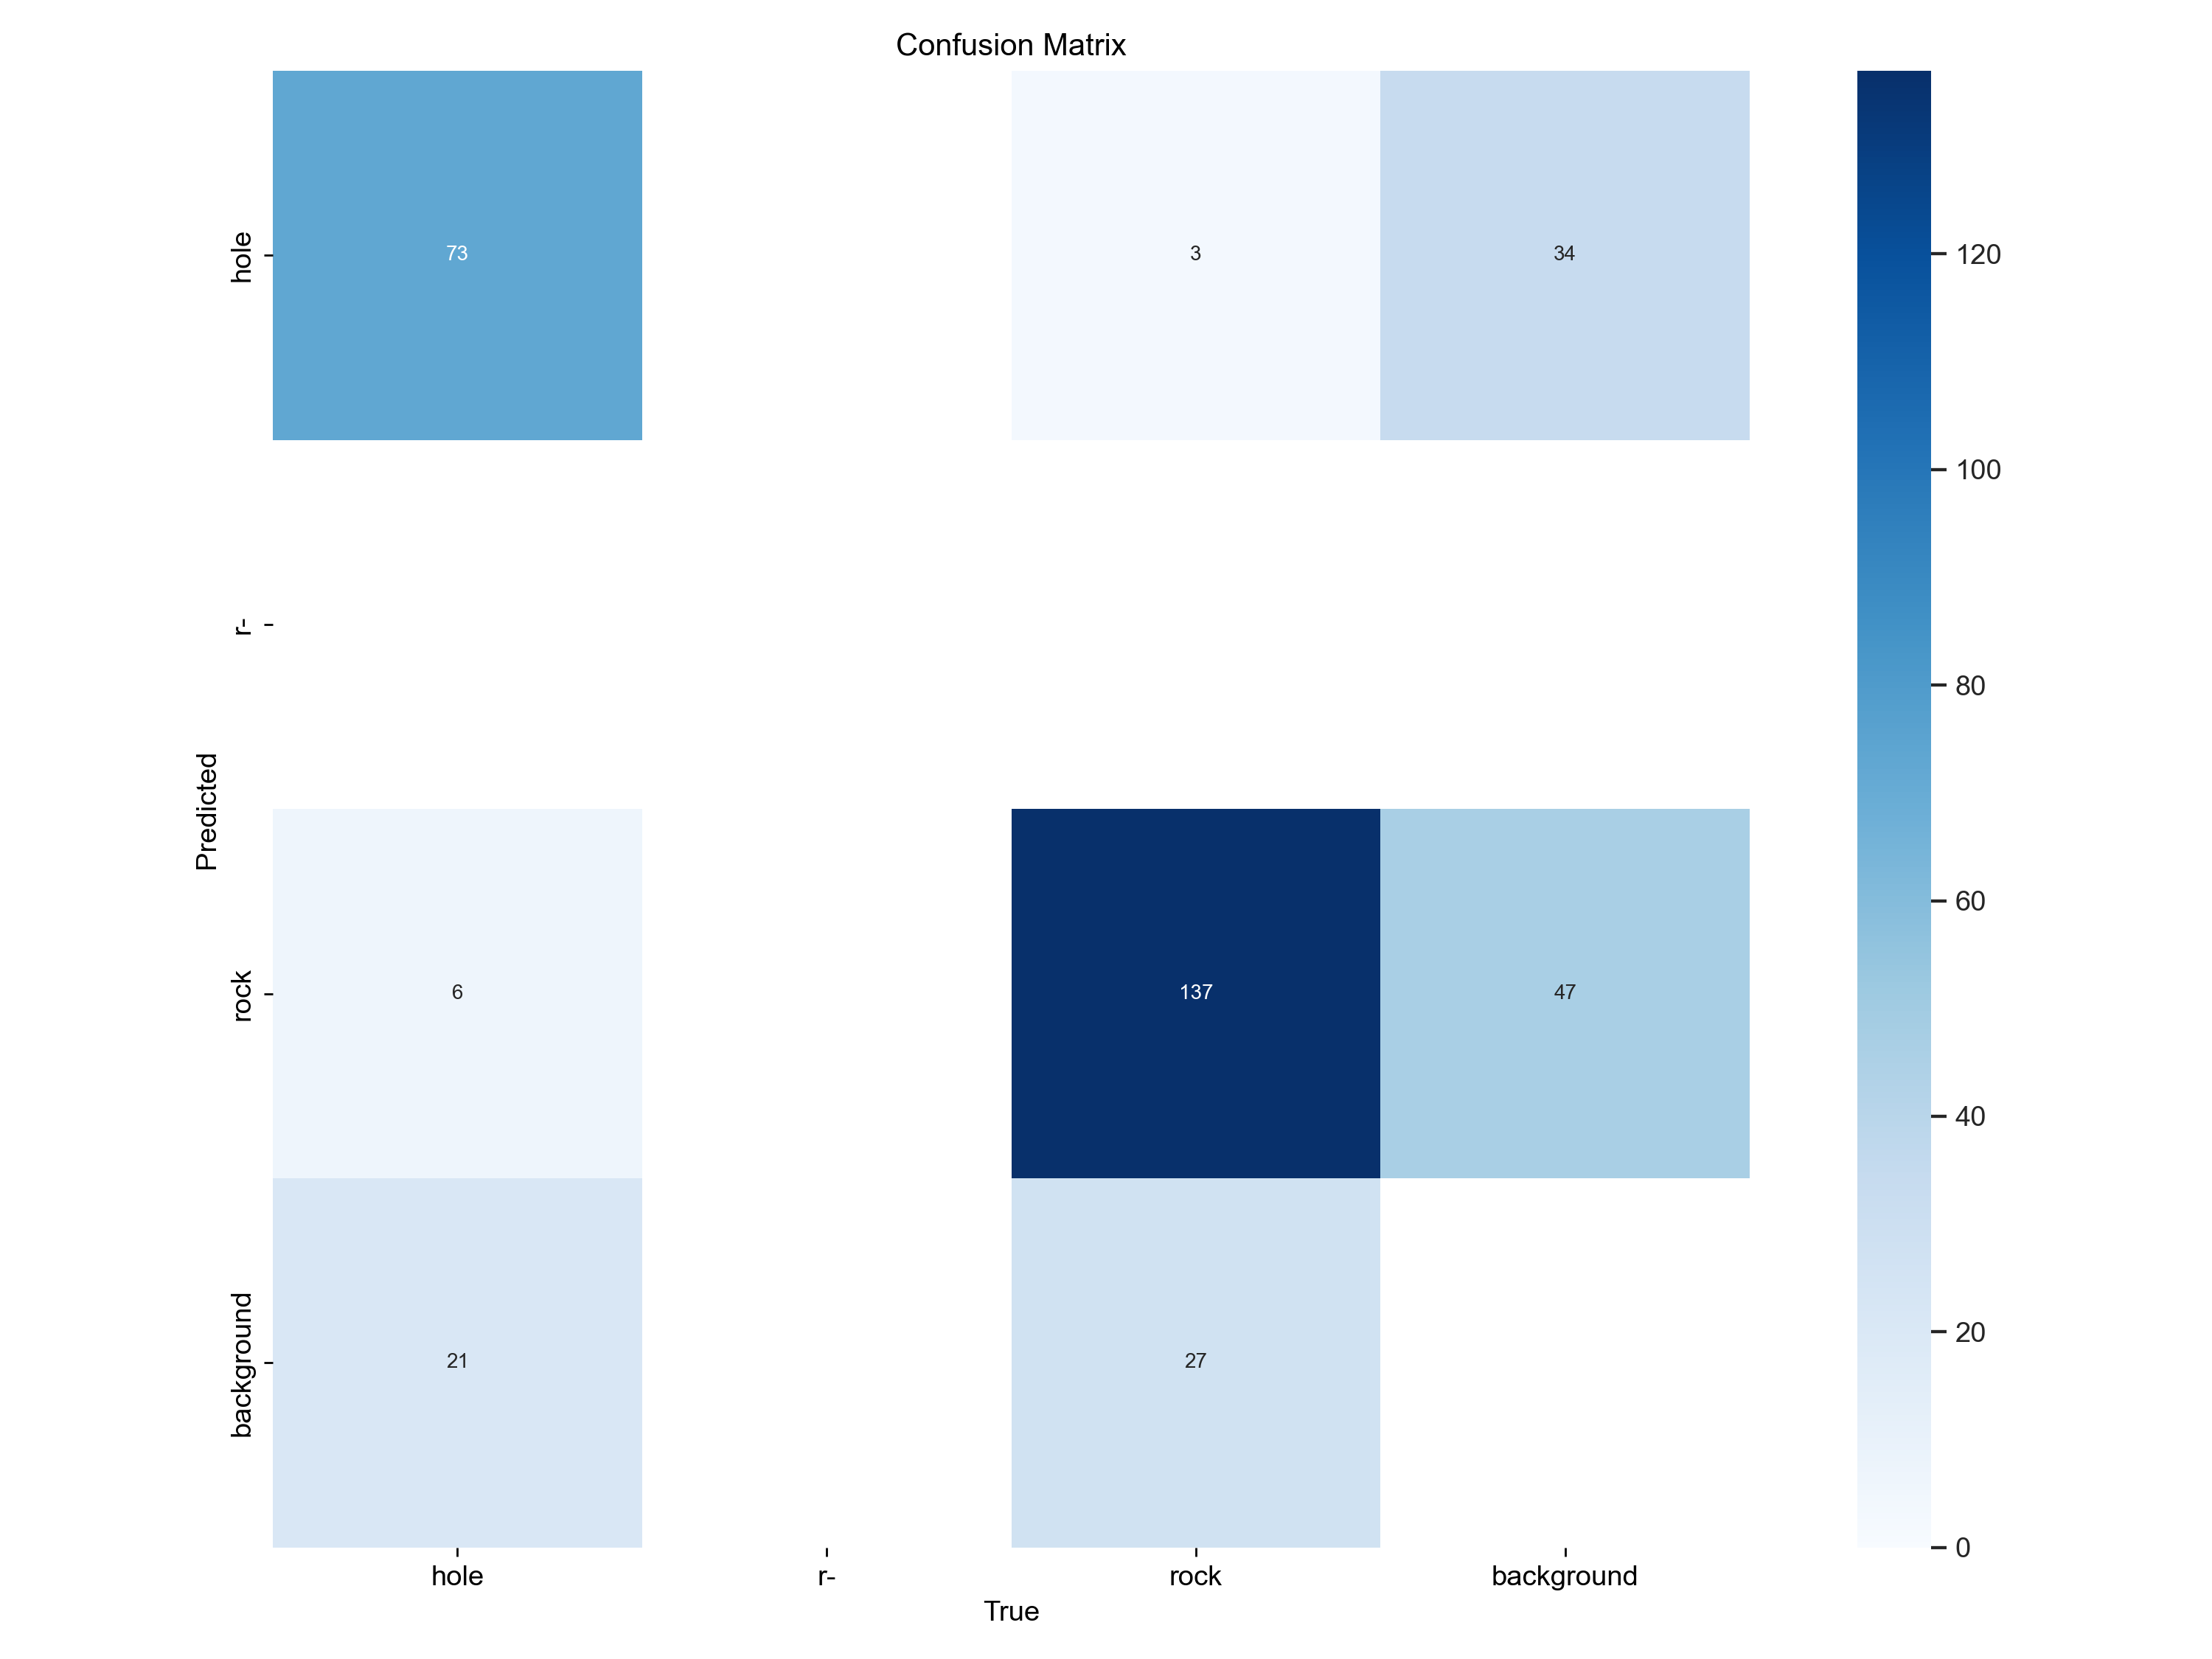 Confusion Matrix
hole
73
3
34
r-
rock
6
137
47
background
21
27
Predicted
hole
r-
rock
background
True
120
100
80
60
40
20
0